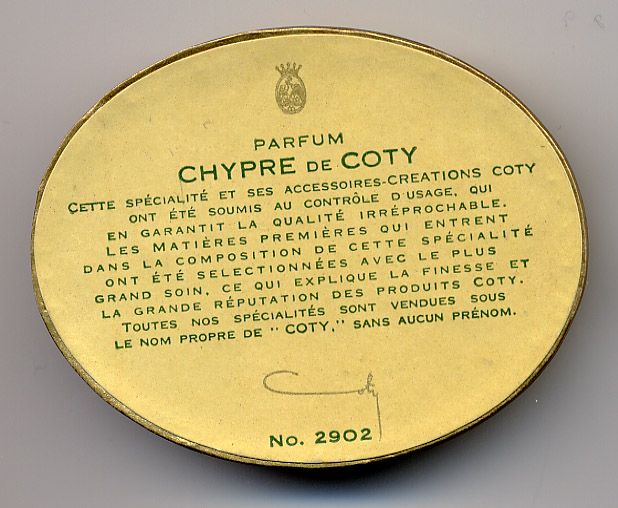 PARFUM
CHYPRE DE COTY
CETTE SPÉCIALITÉ ET SES ACCESSOIRES-CREATIONS COTY
ONT ÉTÉ SOUMIS AU CONTRÔLE D'USAGE, QUI
EN GARANTIT LA QUALITÉ IRRÉPROCHABLE.
LES MATIÈRES PREMIÈRES QUI ENTRENT
DANS LA COMPOSITION DE CETTE SPÉCIALITÉ
ONT ÉTÉ SELECTIONNÉES AVEC LE PLUS
GRAND SOIN, CE QUI EXPLIQUE LA FINESSE ET
LA GRANDE RÉPUTATION DES PRODUITS COTY.
TOUTES NOS SPÉCIALITÉS SONT VENDUES SOUS
LE NOM PROPRE DE "COTY," SANS AUCUN PRÉNOM.
Coty
No. 2902